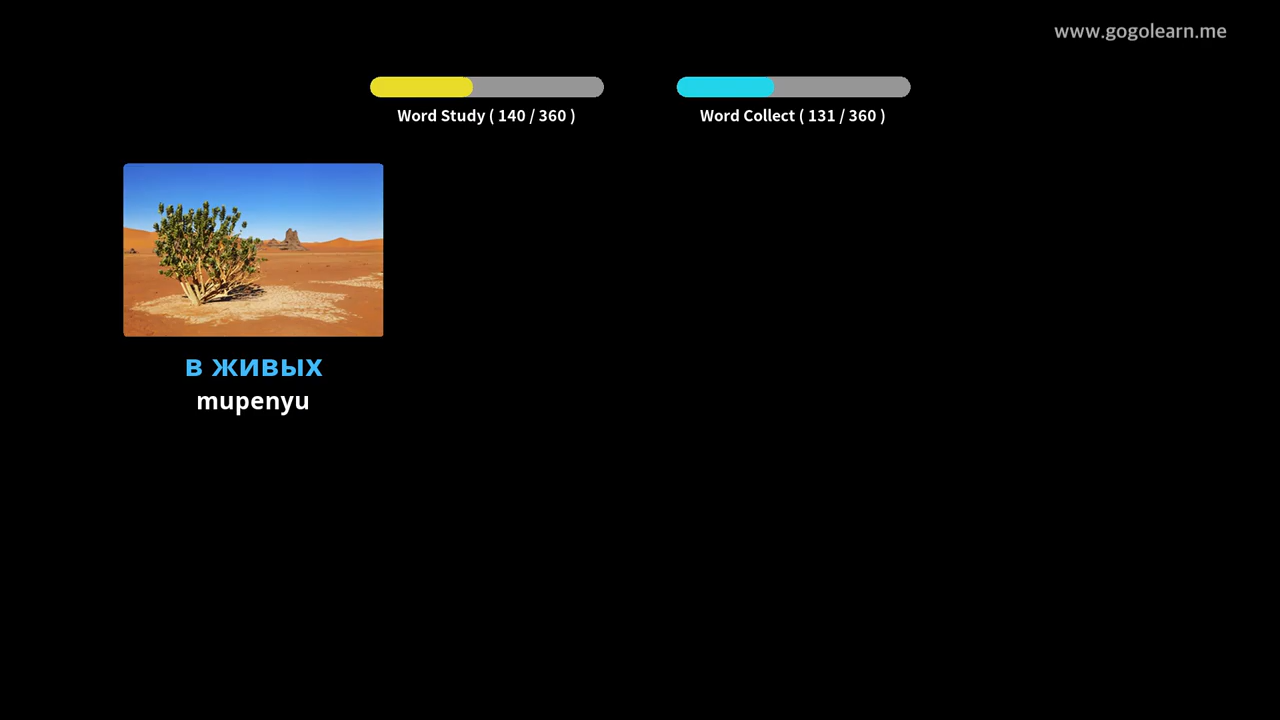 www.gogolearn.me
Word Study ( 140 / 360 )
Word Collect ( 131 / 360 )
в живых
mupenyu